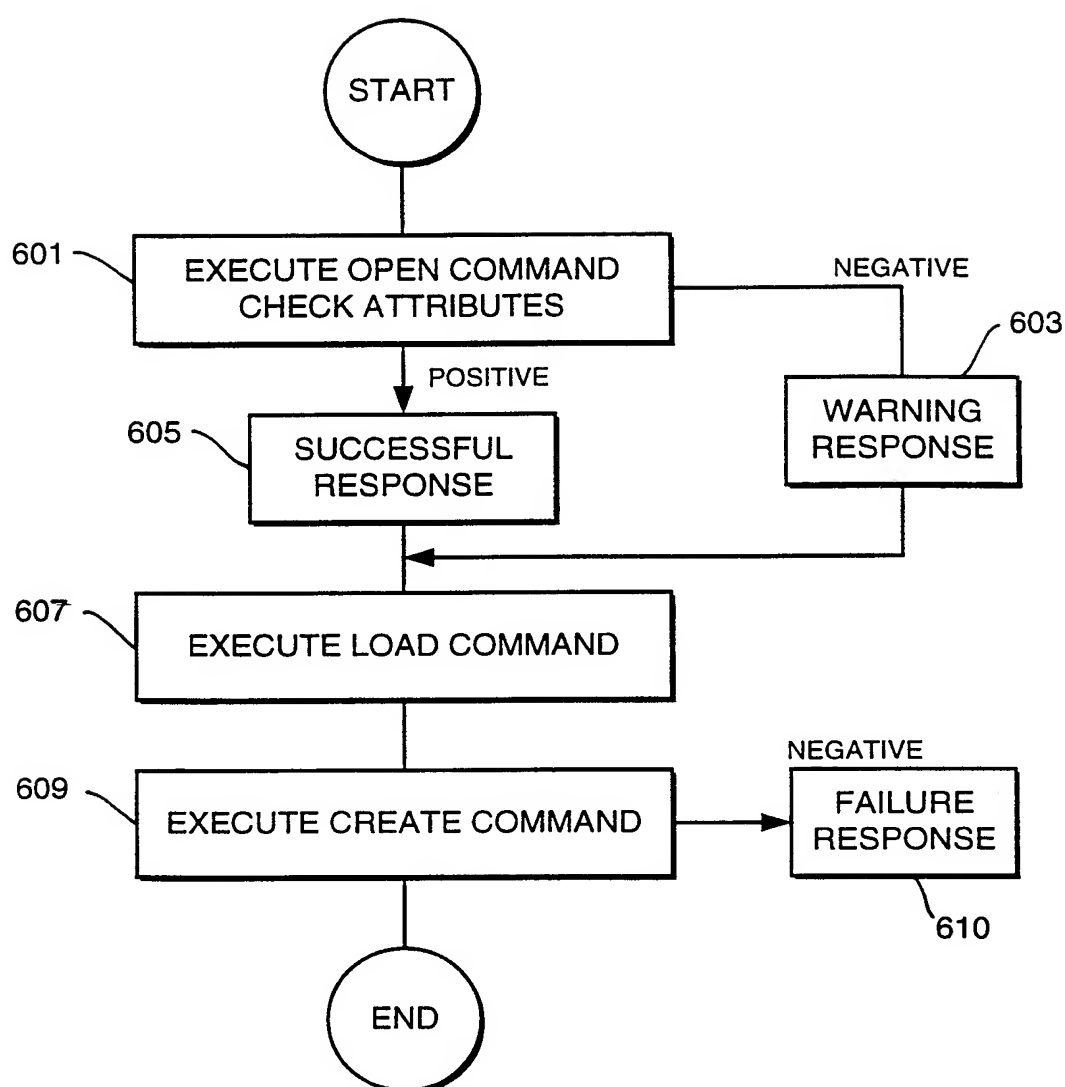 START
601
EXECUTE OPEN COMMAND
CHECK ATTRIBUTES
NEGATIVE
603
POSITIVE
WARNING
RESPONSE
605
SUCCESSFUL
RESPONSE
607
EXECUTE LOAD COMMAND
609
EXECUTE CREATE COMMAND
NEGATIVE
FAILURE
RESPONSE
610
END